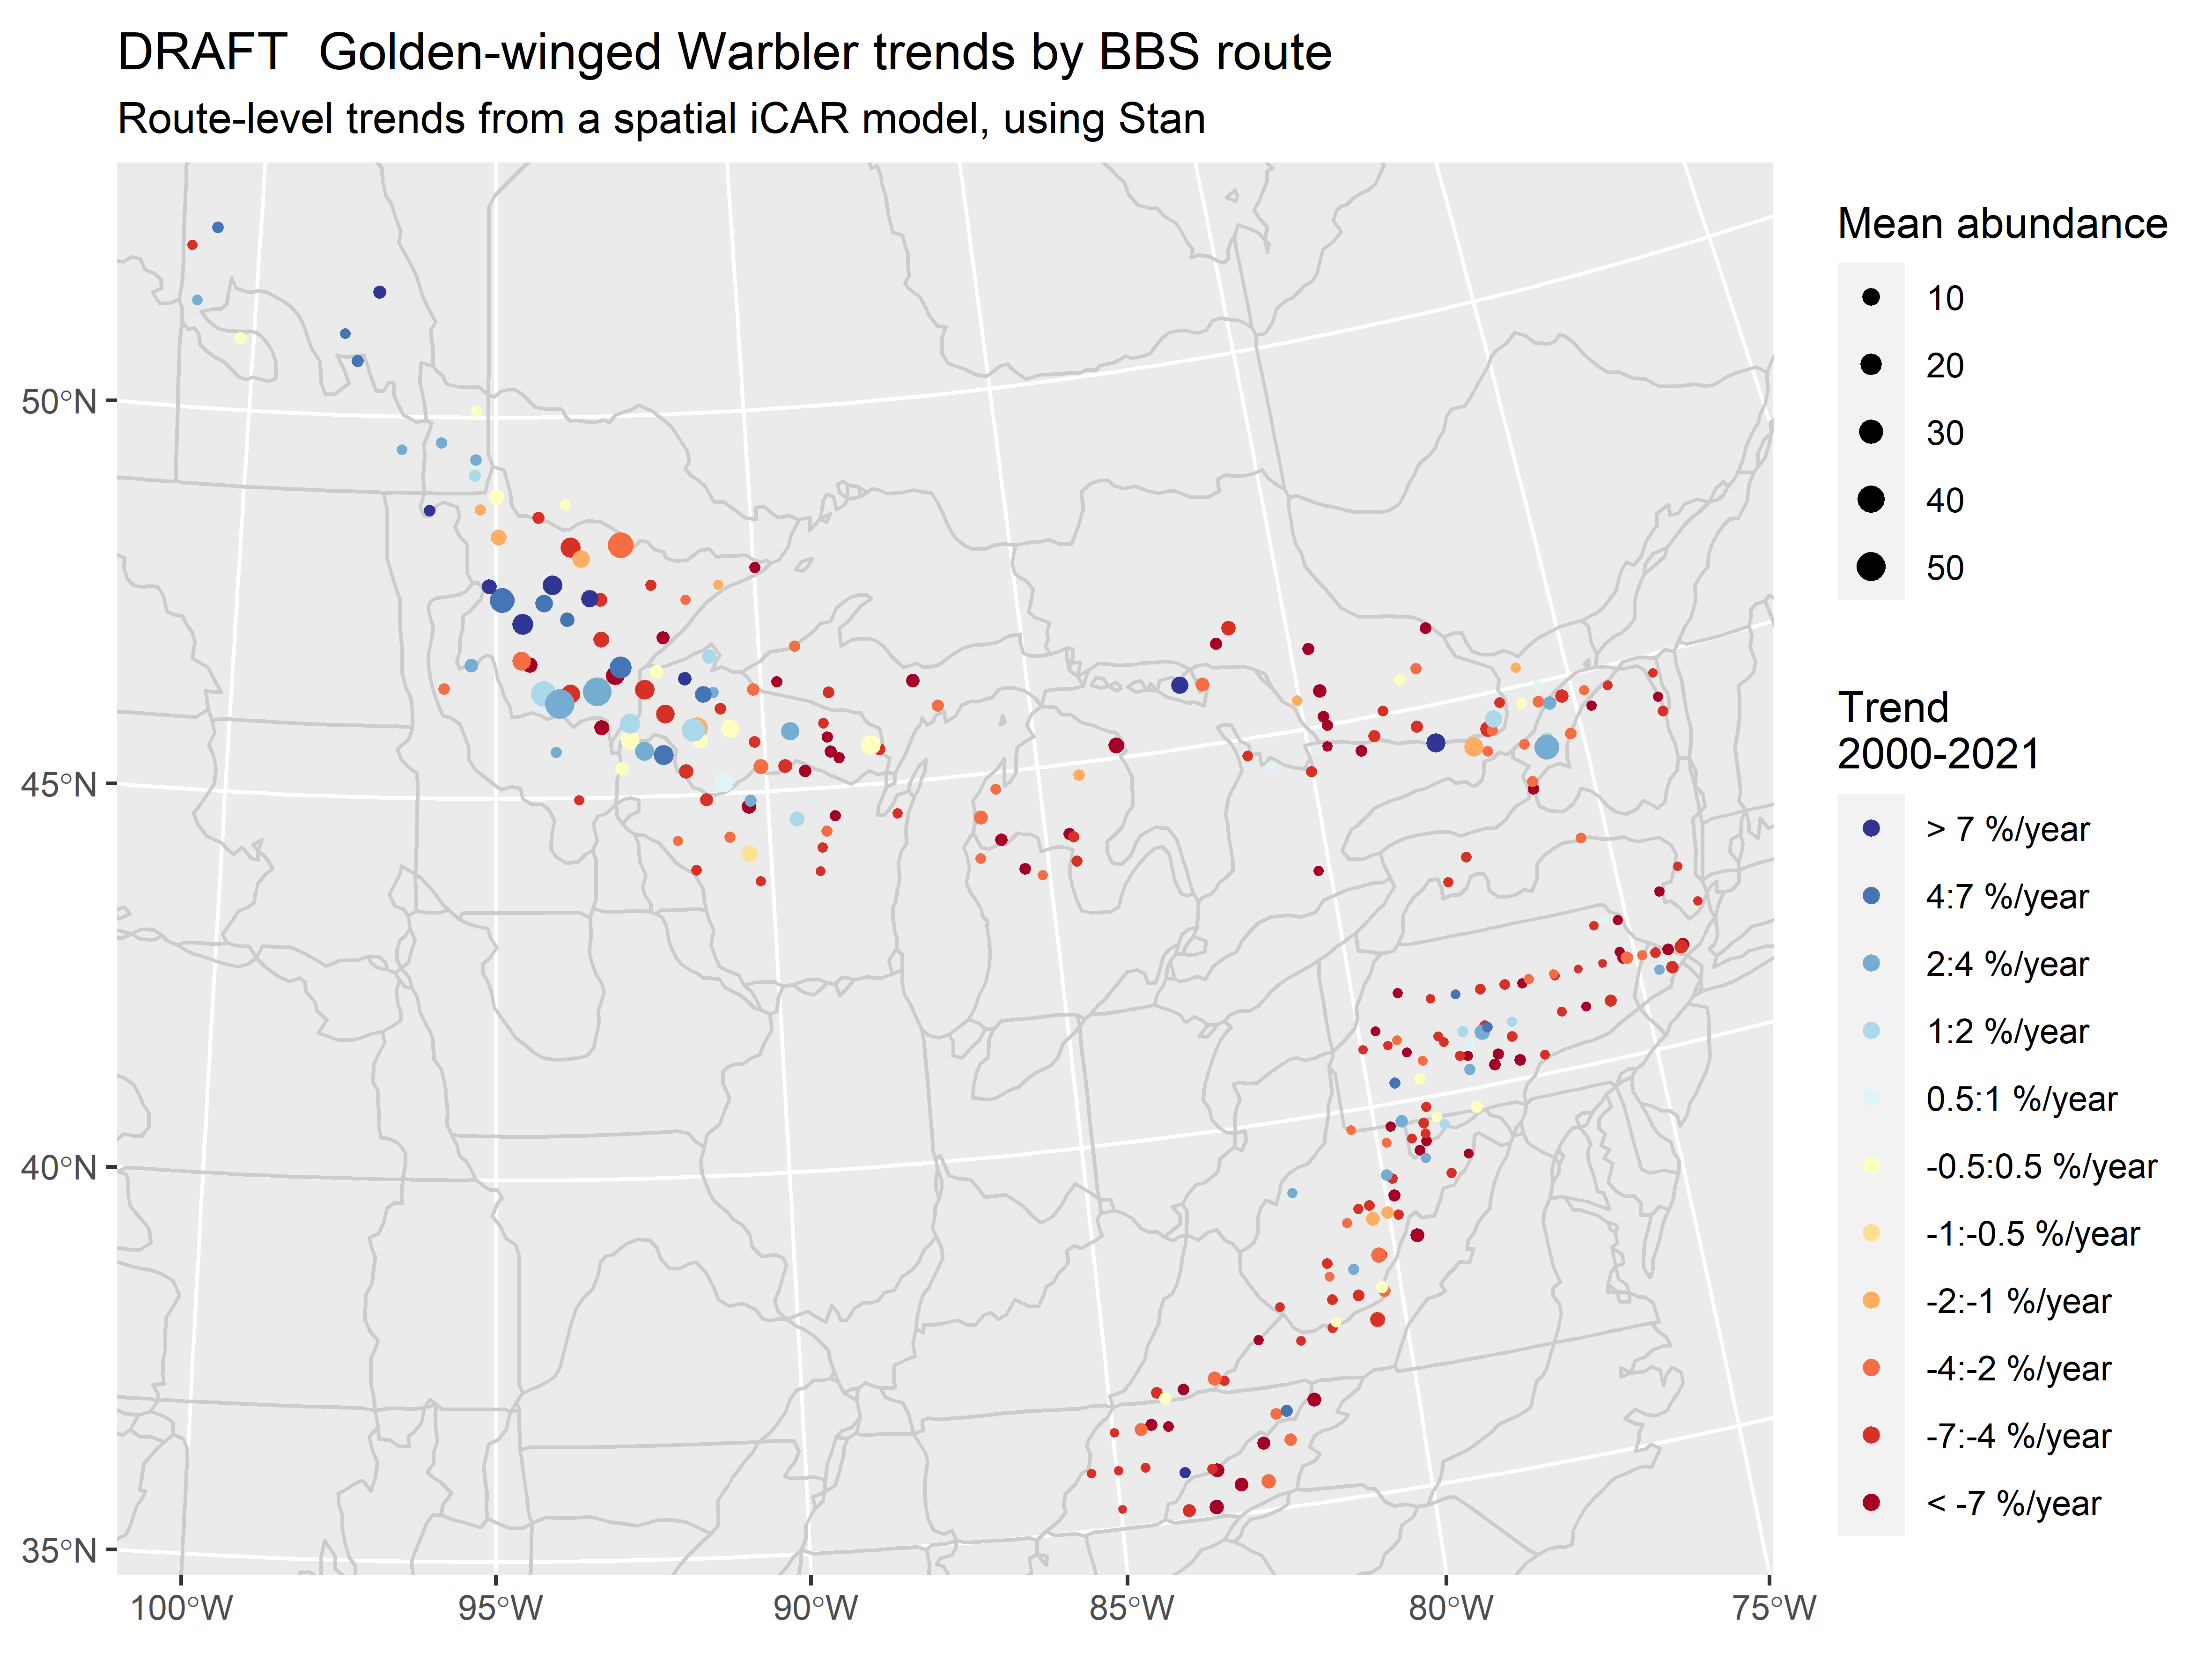 DRAFT  Golden-winged Warbler trends by BBS route
Route-level trends from a spatial iCAR model, using Stan
50°N
45°N
40°N
35°N
100°W
95°W
90°W
85°W
80°W
75°W
Mean abundance
10
20
30
40
50
Trend
2000-2021
> 7 %/year
4:7 %/year
2:4 %/year
1:2 %/year
0.5:1 %/year
-0.5:0.5 %/year
-1:-0.5 %/year
-2:-1 %/year
-4:-2 %/year
-7:-4 %/year
< -7 %/year